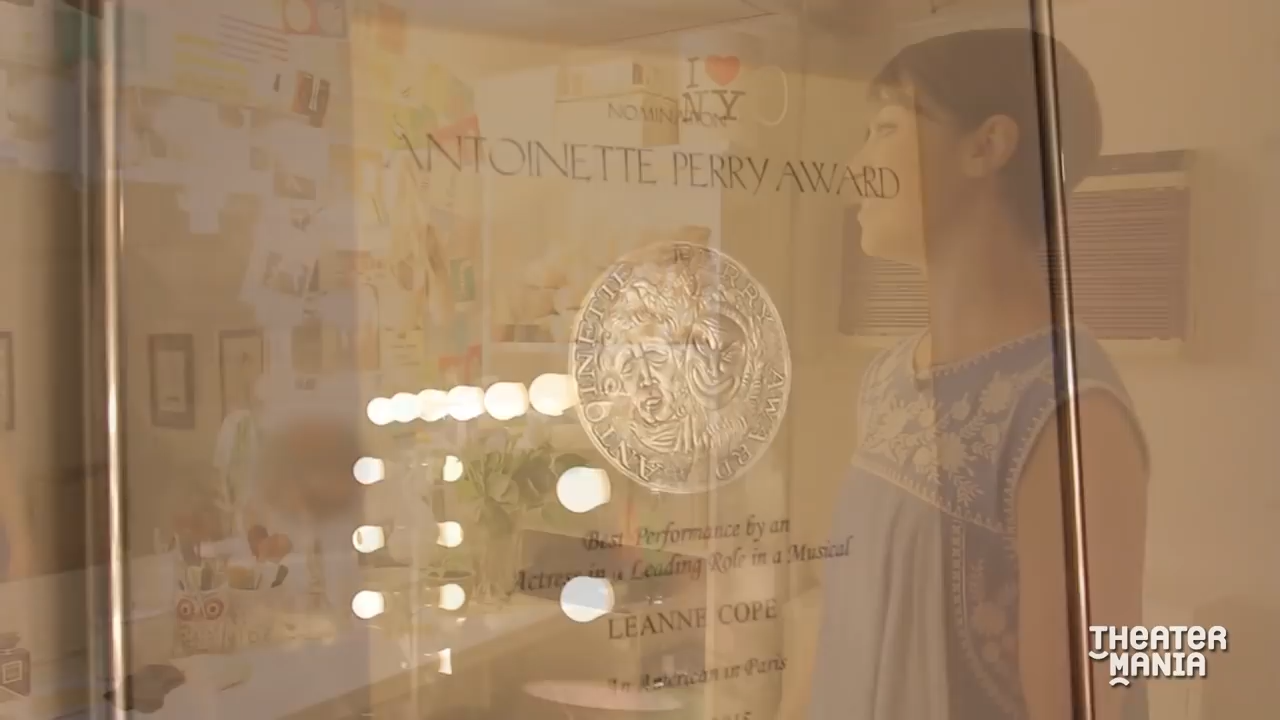 I ♥ NY
NOMINATION
ANTOINETTE PERRY AWARD
ANTOINETTE PERRY AWARD
Best Performance by an
Actress in a Leading Role in a Musical
LEANNE COPE
An American in Paris
2015
THEATER
MANIA